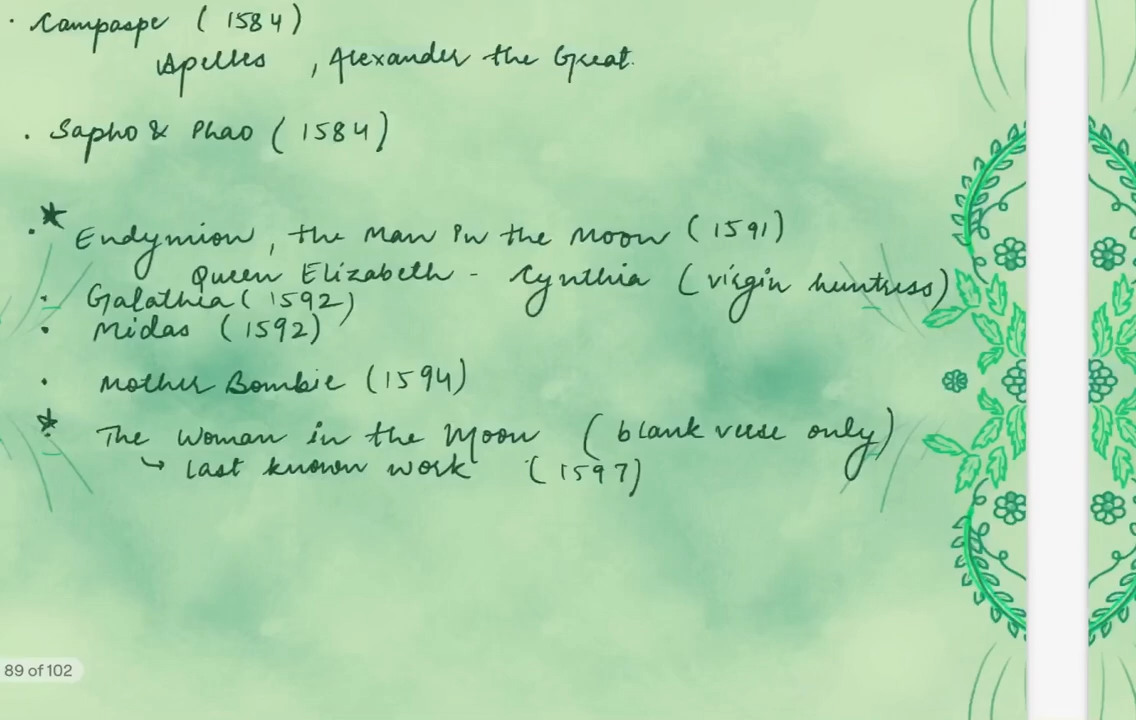 · Campaspe (1584)
Apelles , Alexander the Great.
. Sapho & Phao (1584)
★ . Endymion, the Man In the Moon (1591)
Queen Elizabeth - Cynthia (virgin huntress)
· Galathia (1592)
· Midas (1592)
· Mother Bombie (1594)
★ · The Woman in the Moon (blank verse only)
↳ last known work (1597)
89 of 102